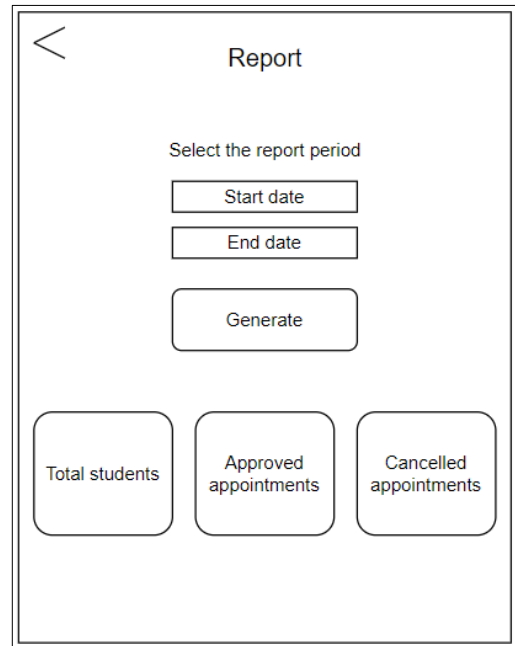 Report
Select the report period
Start date
End date
Generate
Total students
Approved
appointments
Cancelled
appointments